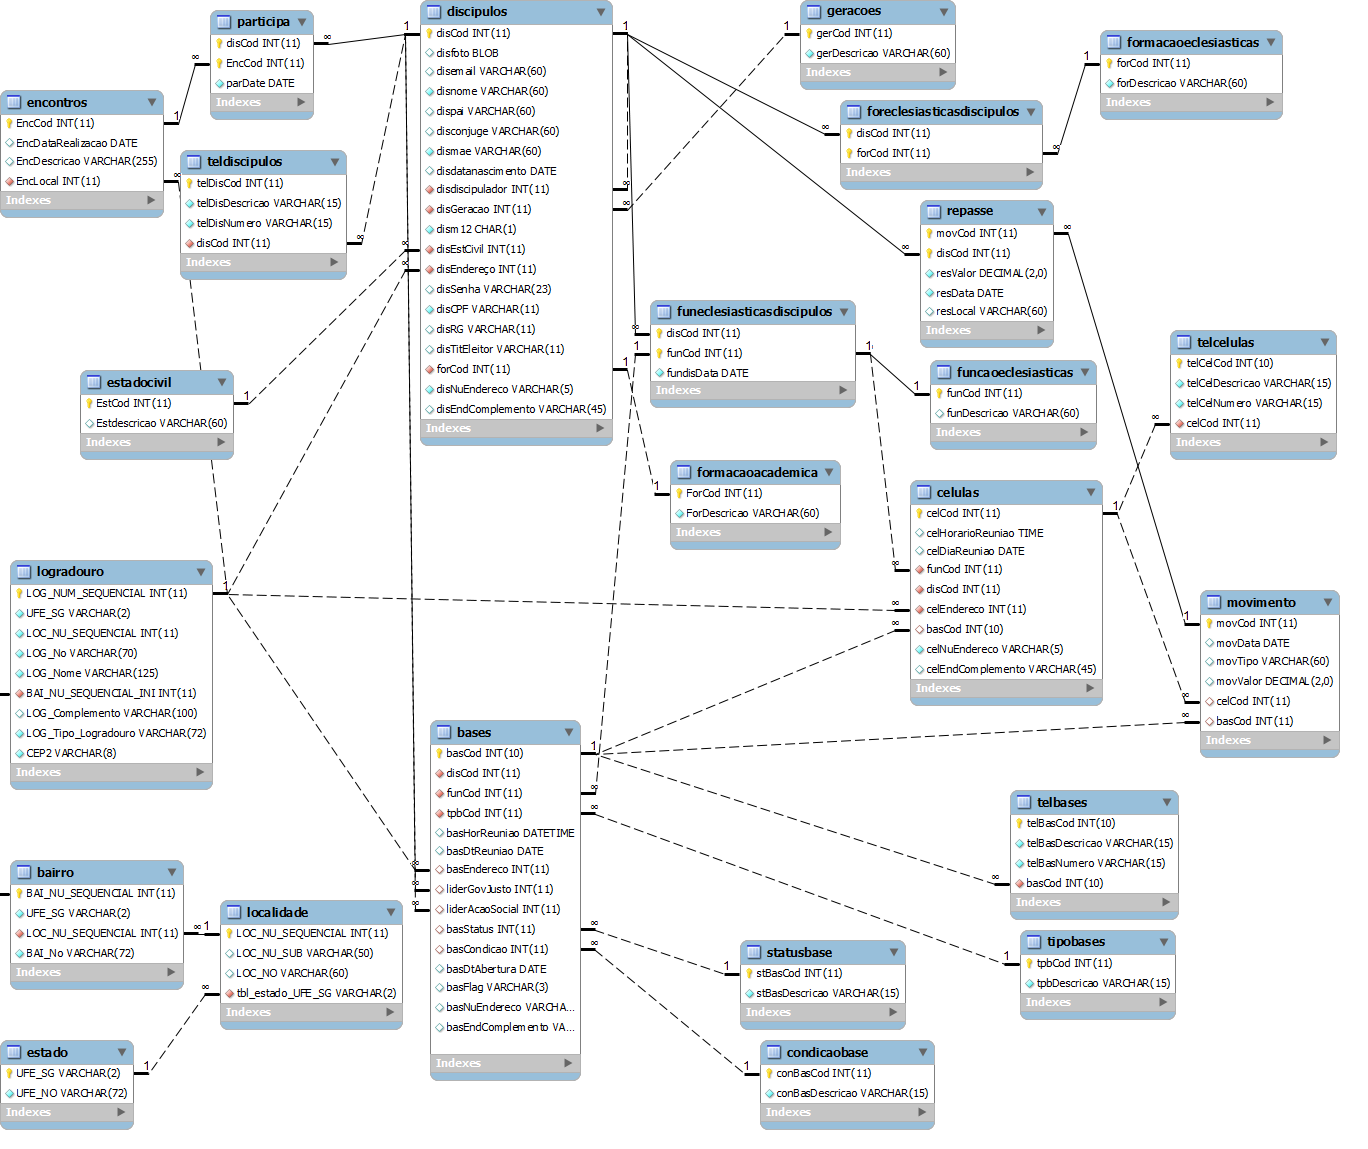 participa
disCod INT(11)
EncCod INT(11)
parDate DATE
Indexes
encontros
EncCod INT(11)
EncDataRealizacao DATE
EncDescricao VARCHAR(255)
EncLocal INT(11)
Indexes
teldiscipulos
telDisCod INT(11)
telDisDescricao VARCHAR(15)
telDisNumero VARCHAR(15)
disCod INT(11)
Indexes
discipulos
disCod INT(11)
disfoto BLOB
disemail VARCHAR(60)
disnome VARCHAR(60)
dispai VARCHAR(60)
disconjuge VARCHAR(60)
dismae VARCHAR(60)
disdatanascimento DATE
disdiscipulador INT(11)
disGeracao INT(11)
dism12 CHAR(1)
disEstCivil INT(11)
disEndereço INT(11)
disSenha VARCHAR(23)
disCPF VARCHAR(11)
disRG VARCHAR(11)
disTitEleitor VARCHAR(11)
forCod INT(11)
disNuEndereco VARCHAR(5)
disEndComplemento VARCHAR(45)
Indexes
geracoes
gerCod INT(11)
gerDescricao VARCHAR(60)
Indexes
formacaoeclesiasticas
forCod INT(11)
forDescricao VARCHAR(60)
Indexes
foreclesiasticasdiscipulos
disCod INT(11)
forCod INT(11)
Indexes
repasse
movCod INT(11)
disCod INT(11)
resValor DECIMAL(2,0)
resData DATE
resLocal VARCHAR(60)
Indexes
funeclesiasticasdiscipulos
disCod INT(11)
funCod INT(11)
fundisData DATE
Indexes
funcaoeclesiasticas
funCod INT(11)
funDescricao VARCHAR(60)
Indexes
telcelulas
telCelCod INT(10)
telCelDescricao VARCHAR(15)
telCelNumero VARCHAR(15)
celCod INT(11)
Indexes
estadocivil
EstCod INT(11)
Estdescricao VARCHAR(60)
Indexes
formacaoacademica
ForCod INT(11)
ForDescricao VARCHAR(60)
Indexes
celulas
celCod INT(11)
celHorarioReuniao TIME
celDiaReuniao DATE
funCod INT(11)
disCod INT(11)
celEndereco INT(11)
basCod INT(10)
celNuEndereco VARCHAR(5)
celEndComplemento VARCHAR(45)
Indexes
logradouro
LOG_NUM_SEQUENCIAL INT(11)
UFE_SG VARCHAR(2)
LOC_NU_SEQUENCIAL INT(11)
LOG_No VARCHAR(70)
LOG_Nome VARCHAR(125)
BAI_NU_SEQUENCIAL_INI INT(11)
LOG_Complemento VARCHAR(100)
LOG_Tipo_Logradouro VARCHAR(72)
CEP2 VARCHAR(8)
Indexes
movimento
movCod INT(11)
movData DATE
movTipo VARCHAR(60)
movValor DECIMAL(2,0)
celCod INT(11)
basCod INT(11)
Indexes
bases
basCod INT(10)
disCod INT(11)
funCod INT(11)
tpbCod INT(11)
basHorReuniao DATETIME
basDtReuniao DATE
basEndereco INT(11)
liderGovJusto INT(11)
liderAcaoSocial INT(11)
basStatus INT(11)
basCondicao INT(11)
basDtAbertura DATE
basFlag VARCHAR(3)
basNuEndereco VARCHA...
basEndComplemento VA...
Indexes
telbases
telBasCod INT(10)
telBasDescricao VARCHAR(15)
telBasNumero VARCHAR(15)
basCod INT(10)
Indexes
bairro
BAI_NU_SEQUENCIAL INT(11)
UFE_SG VARCHAR(2)
LOC_NU_SEQUENCIAL INT(11)
BAI_No VARCHAR(72)
Indexes
localidade
LOC_NU_SEQUENCIAL INT(11)
LOC_NU_SUB VARCHAR(50)
LOC_NO VARCHAR(60)
tbl_estado_UFE_SG VARCHAR(2)
Indexes
statusbase
stBasCod INT(11)
stBasDescricao VARCHAR(15)
Indexes
tipobases
tpbCod INT(11)
tpbDescricao VARCHAR(15)
Indexes
estado
UFE_SG VARCHAR(2)
UFE_NO VARCHAR(72)
Indexes
condicaobase
conBasCod INT(11)
conBasDescricao VARCHAR(15)
Indexes